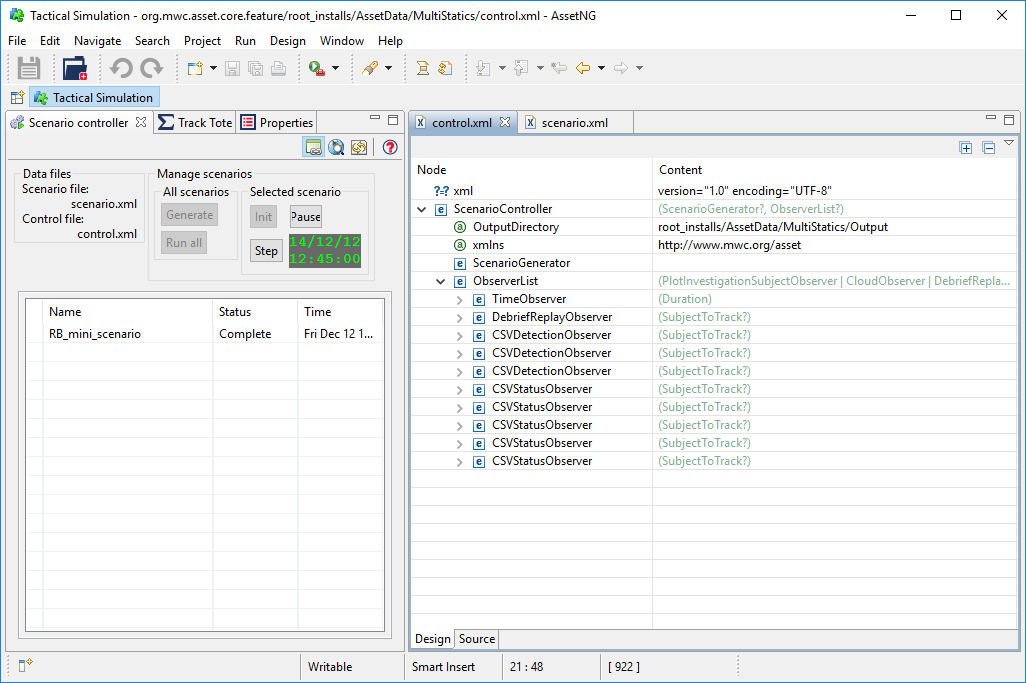 Tactical Simulation - org.mwc.asset.core.feature/root_installs/AssetData/MultiStatics/control.xml - AssetNG
File Edit Navigate Search Project Run Design Window Help
Tactical Simulation
Scenario controller Track Tote Properties
Data files
Scenario file:
scenario.xml
Control file:
control.xml
Manage scenarios
All scenarios
Generate
Run all
Selected scenario
Init Pause
Step
14/12/12
12:45:00
Name Status Time
RB_mini_scenario Complete Fri Dec 12 1...
control.xml scenario.xml
Node Content
?=? xml version="1.0" encoding="UTF-8"
ScenarioController (ScenarioGenerator?, ObserverList?)
OutputDirectory root_installs/AssetData/MultiStatics/Output
xmlns http://www.mwc.org/asset
ScenarioGenerator
ObserverList (PlotInvestigationSubjectObserver | CloudObserver | DebriefRepla...
TimeObserver (Duration)
DebriefReplayObserver (SubjectToTrack?)
CSVDetectionObserver (SubjectToTrack?)
CSVDetectionObserver (SubjectToTrack?)
CSVDetectionObserver (SubjectToTrack?)
CSVStatusObserver (SubjectToTrack?)
CSVStatusObserver (SubjectToTrack?)
CSVStatusObserver (SubjectToTrack?)
CSVStatusObserver (SubjectToTrack?)
CSVStatusObserver (SubjectToTrack?)
Design Source
Writable Smart Insert 21 : 48 [ 922 ]